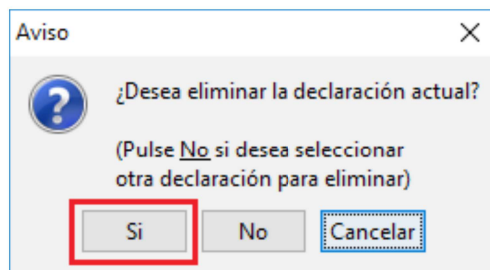 Aviso
¿Desea eliminar la declaración actual?
(Pulse No si desea seleccionar
otra declaración para eliminar)
Si No Cancelar